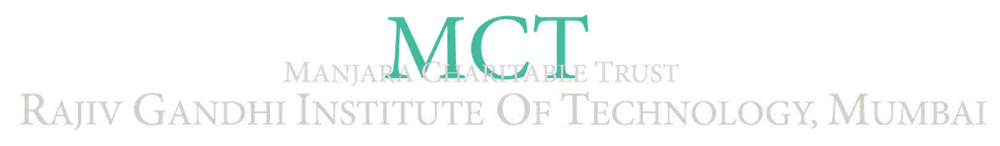 MCT
MANJARA CHARITABLE TRUST
RAJIV GANDHI INSTITUTE OF TECHNOLOGY, MUMBAI